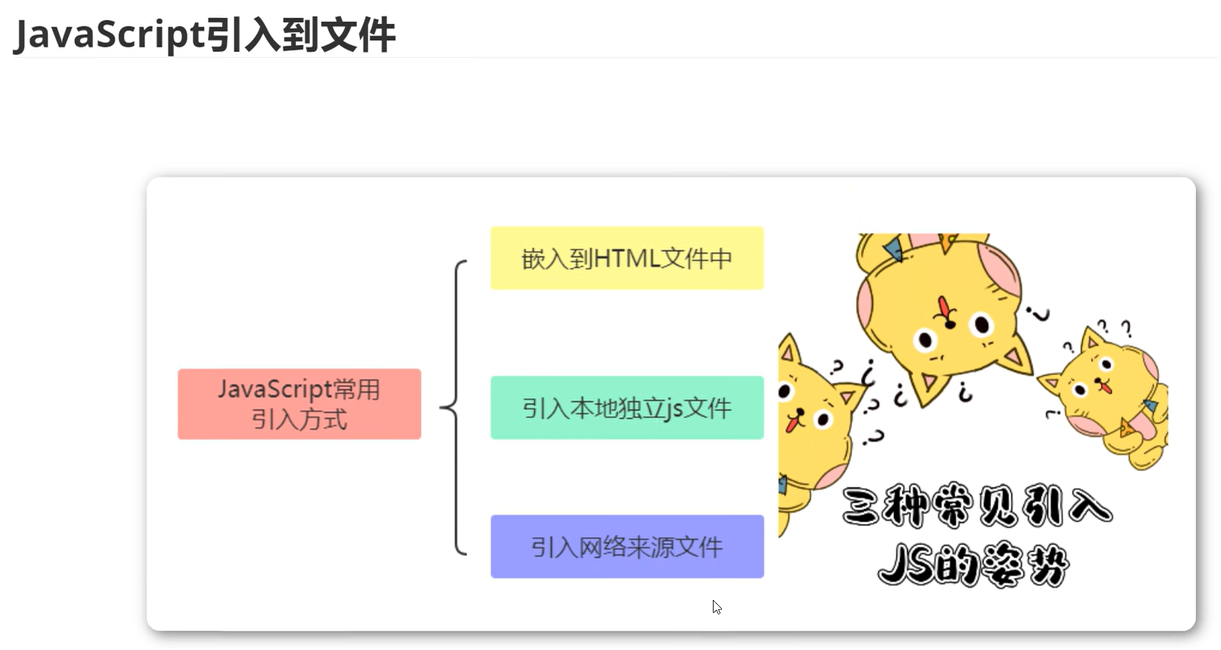 JavaScript引入到文件
嵌入到HTML文件中
JavaScript常用
引入方式
引入本地独立js文件
引入网络来源文件
三种常见引入
JS的姿势